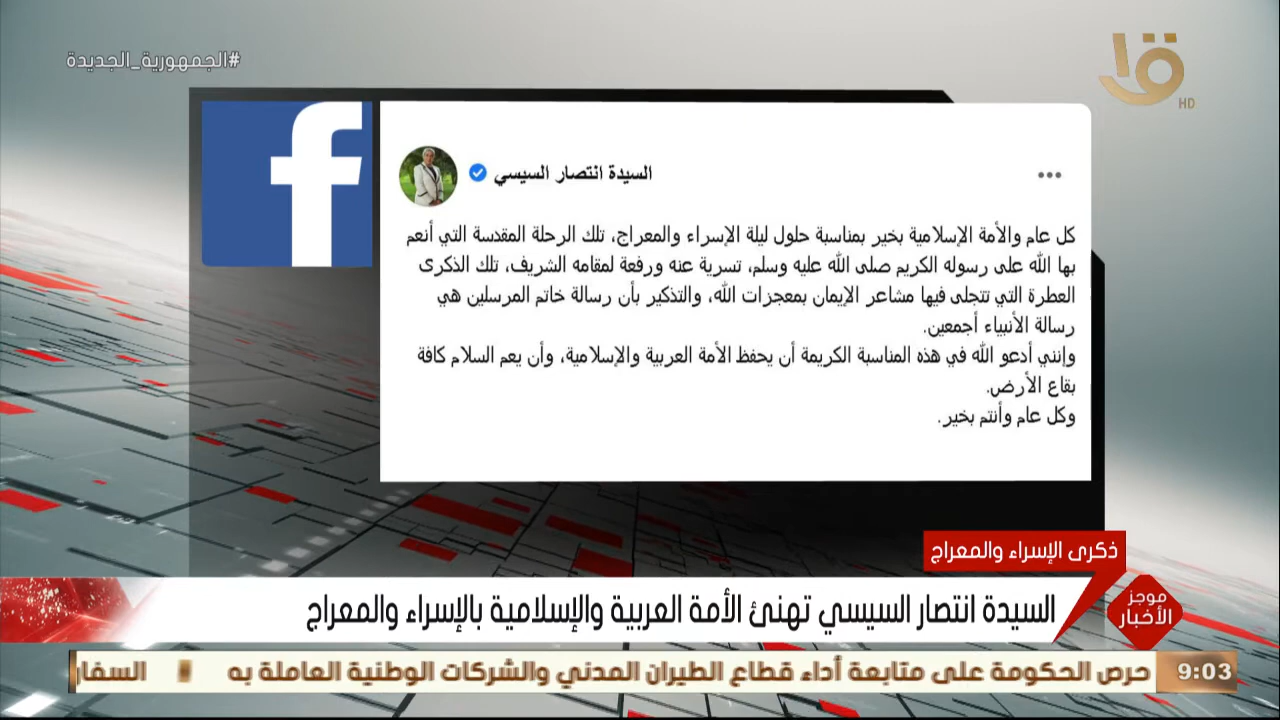 #الجمهورية_الجديدة
HD
السيدة انتصار السيسي
كل عام والأمة الإسلامية بخير بمناسبة حلول ليلة الإسراء والمعراج، تلك الرحلة المقدسة التي أنعم
بها الله على رسوله الكريم صلى الله عليه وسلم، تسرية عنه ورفعة لمقامه الشريف، تلك الذكرى
العطرة التي تتجلى فيها مشاعر الإيمان بمعجزات الله، والتذكير بأن رسالة خاتم المرسلين هي
رسالة الأنبياء أجمعين.
وإنني أدعو الله في هذه المناسبة الكريمة أن يحفظ الأمة العربية والإسلامية، وأن يعم السلام كافة
بقاع الأرض.
وكل عام وأنتم بخير.
ذكرى الإسراء والمعراج
موجز
الأخبار
السيدة انتصار السيسي تهنئ الأمة العربية والإسلامية بالإسراء والمعراج
9:03
حرص الحكومة على متابعة أداء قطاع الطيران المدني والشركات الوطنية العاملة به